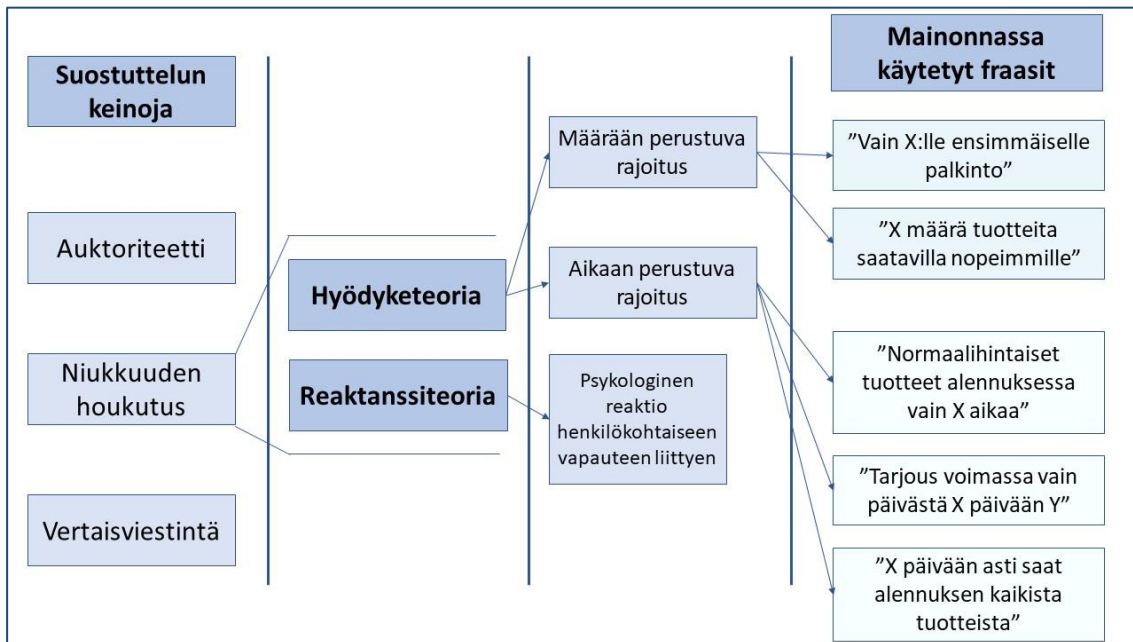 Suostuttelun
keinoja
Auktoriteetti
Niukkuuden
houkutus
Vertaisviestintä
Hyödyketeoria
Reaktanssiteoria
Määrään perustuva
rajoitus
Aikaan perustuva
rajoitus
Psykologinen
reaktio
henkilökohtaiseen
vapauteen liittyen
Mainonnassa
käytetyt fraasit
”Vain X:lle ensimmäiselle
palkinto”
”X määrä tuotteita
saatavilla nopeimmille”
”Normaalihintaiset
tuotteet alennuksessa
vain X aikaa”
”Tarjous voimassa vain
päivästä X päivään Y”
”X päivään asti saat
alennuksen kaikista
tuotteista”